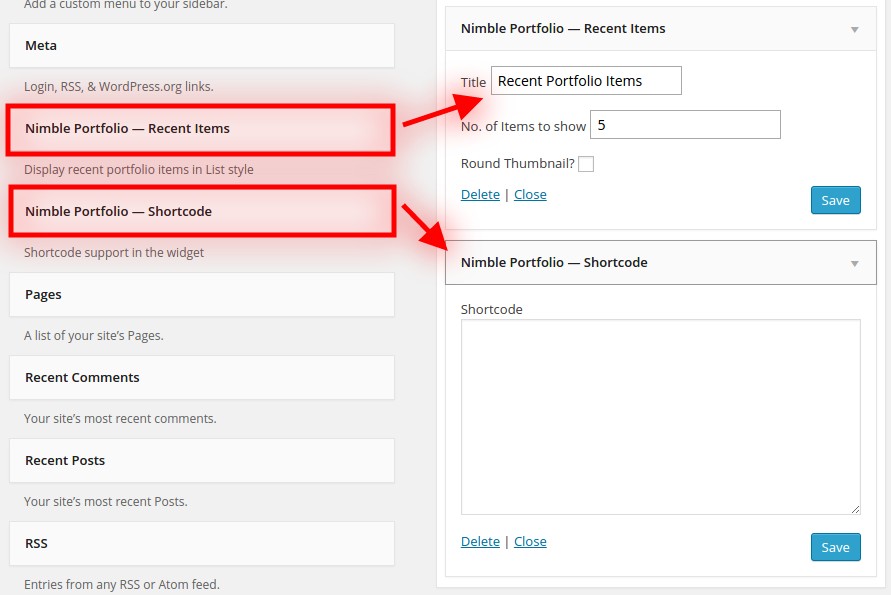 Add a custom menu to your sidebar.
Meta
Login, RSS, & WordPress.org links.
Nimble Portfolio — Recent Items
Display recent portfolio items in List style
Nimble Portfolio — Shortcode
Shortcode support in the widget
Pages
A list of your site’s Pages.
Recent Comments
Your site’s most recent comments.
Recent Posts
Your site’s most recent Posts.
RSS
Entries from any RSS or Atom feed.
Nimble Portfolio — Recent Items
Title Recent Portfolio Items
No. of Items to show 5
Round Thumbnail?
Delete | Close Save
Nimble Portfolio — Shortcode
Shortcode
Delete | Close Save